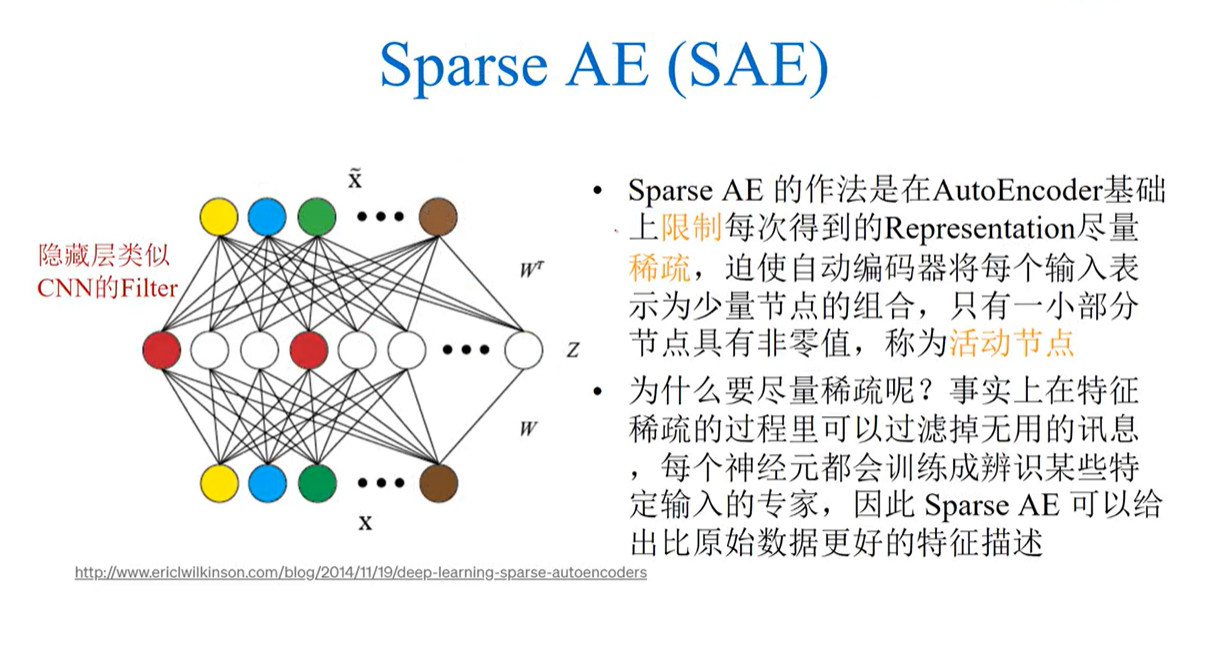 Sparse AE (SAE)
x̃
隐藏层类似
CNN的Filter
Wᵀ
Z
W
x
http://www.ericlwilkinson.com/blog/2014/11/19/deep-learning-sparse-autoencoders
• Sparse AE 的作法是在AutoEncoder基础
上限制每次得到的Representation尽量
稀疏，迫使自动编码器将每个输入表
示为少量节点的组合，只有一小部分
节点具有非零值，称为活动节点
• 为什么要尽量稀疏呢？事实上在特征
稀疏的过程里可以过滤掉无用的讯息
，每个神经元都会训练成辨识某些特
定输入的专家，因此 Sparse AE 可以给
出比原始数据更好的特征描述